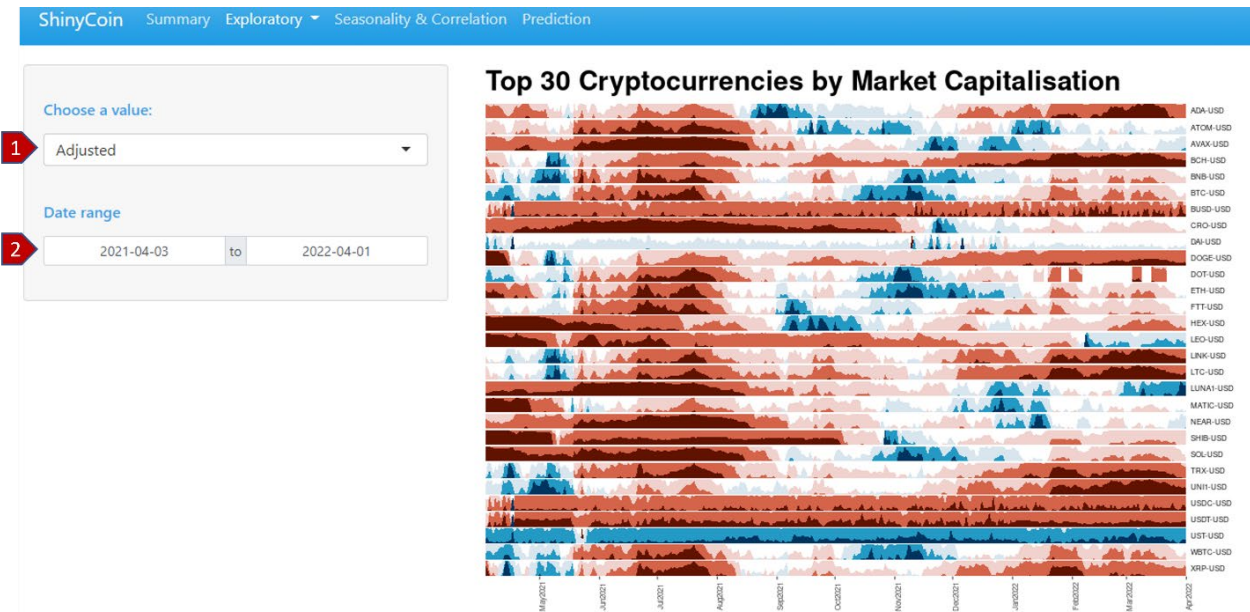 ShinyCoin Summary Exploratory Seasonality & Correlation Prediction
Top 30 Cryptocurrencies by Market Capitalisation
Choose a value:
1
Adjusted
Date range
2
2021-04-03 to 2022-04-01
ADA-USD
ATOM-USD
AVAX-USD
BCH-USD
BNB-USD
BTC-USD
BUSD-USD
CRO-USD
DAI-USD
DOGE-USD
DOT-USD
ETH-USD
FTT-USD
HEX-USD
LEO-USD
LINK-USD
LTC-USD
LUNA1-USD
MATIC-USD
NEAR-USD
SHIB-USD
SOL-USD
TRX-USD
UNI1-USD
USDC-USD
USDT-USD
UST-USD
WBTC-USD
XRP-USD
May2021 Jun2021 Jul2021 Aug2021 Sep2021 Oct2021 Nov2021 Dec2021 Jan2022 Feb2022 Mar2022 Apr2022